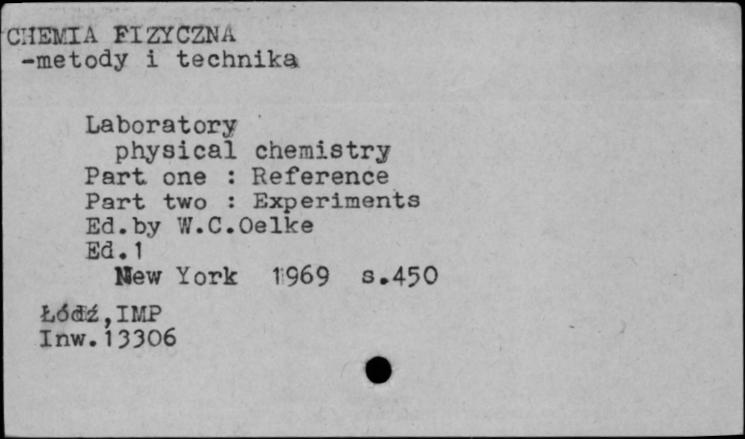 CHEMIA FIZYCZNA
-metody i technika
Laboratory
physical chemistry
Part one : Reference
Part two : Experiments
Ed.by W.C.Oelke
Ed.1
New York 1969 s.450
Łódź,IMP
Inw.13306